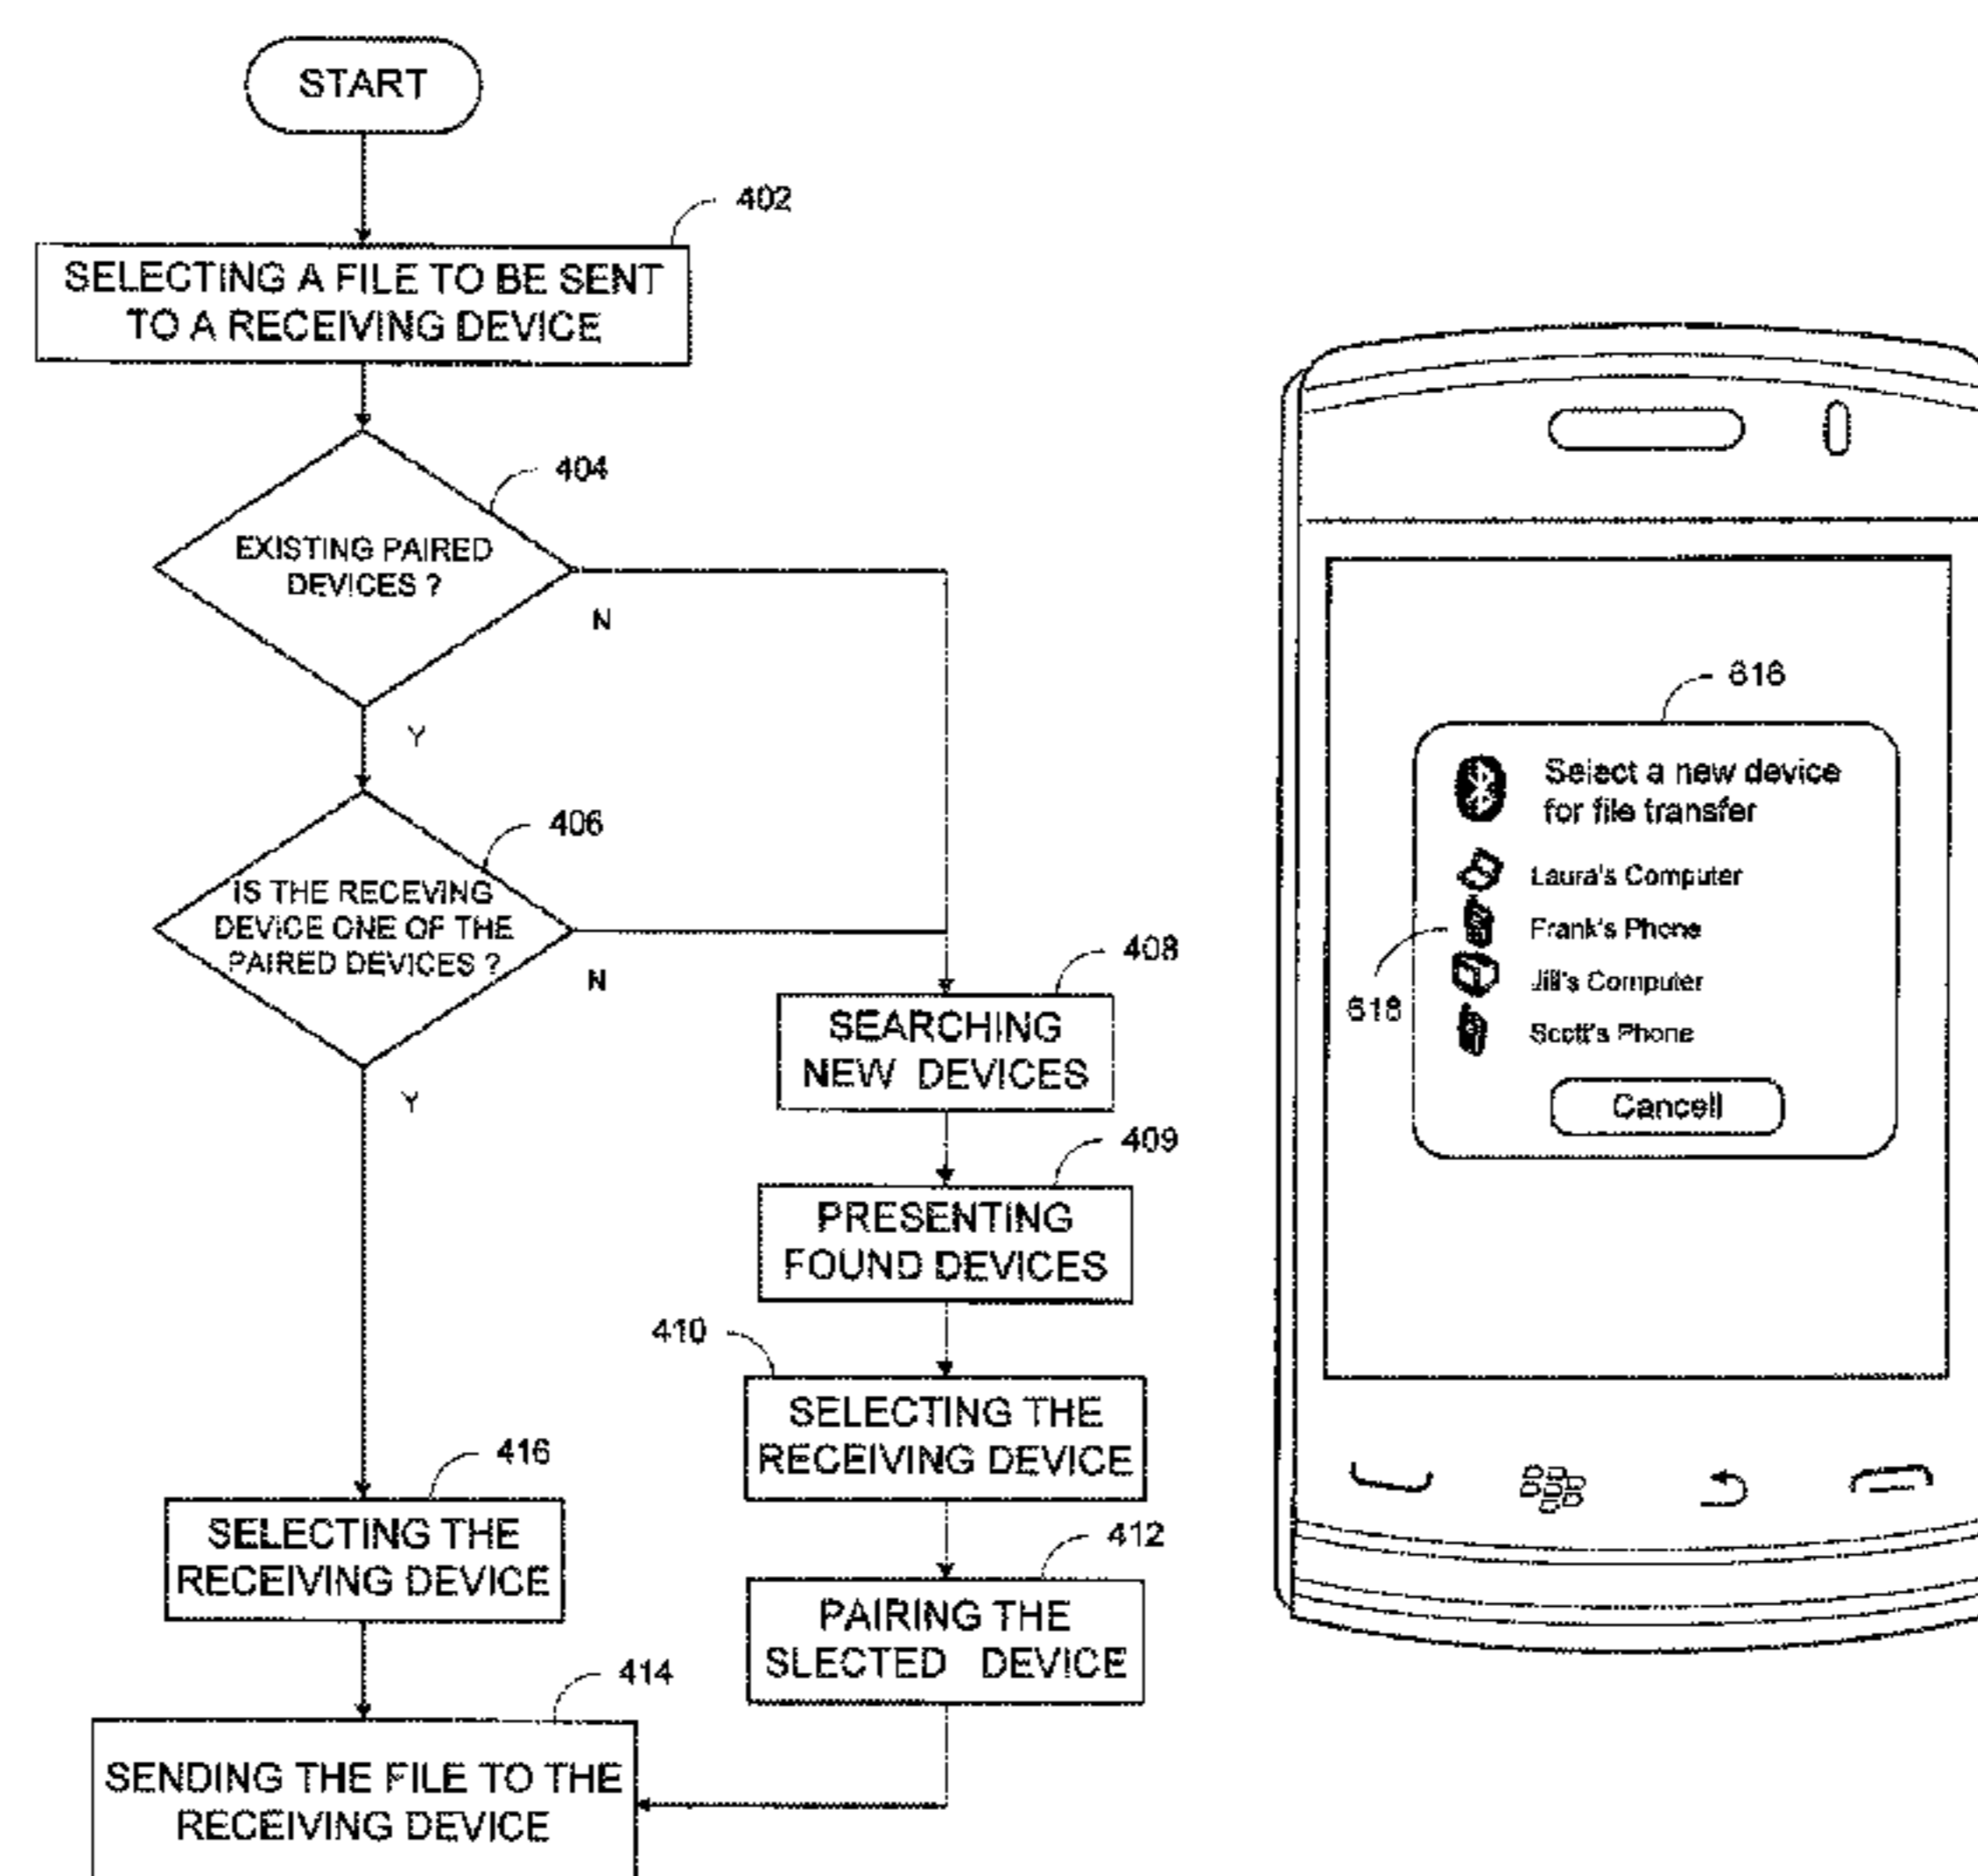 START
402
SELECTING A FILE TO BE SENT
TO A RECEIVING DEVICE
404
EXISTING PAIRED
DEVICES ?
N
Y
406
IS THE RECEVING
DEVICE ONE OF THE
PAIRED DEVICES ?
N
Y
408
SEARCHING
NEW DEVICES
409
PRESENTING
FOUND DEVICES
410
SELECTING THE
RECEIVING DEVICE
416
SELECTING THE
RECEIVING DEVICE
412
PAIRING THE
SLECTED DEVICE
414
SENDING THE FILE TO THE
RECEIVING DEVICE
616
Select a new device
for file transfer
Laura's Computer
618
Frank's Phone
Jill's Computer
Scott's Phone
Cancell